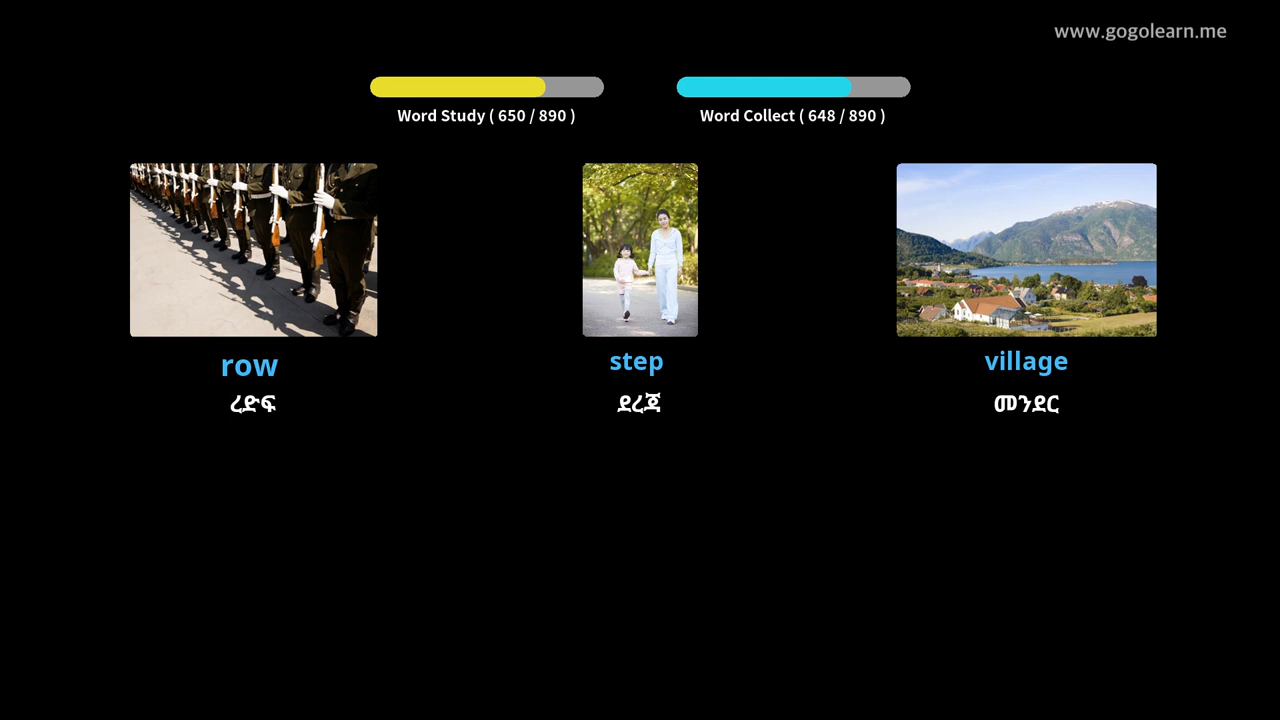 www.gogolearn.me
Word Study ( 650 / 890 )
Word Collect ( 648 / 890 )
row
step
village
ረድፍ
ደረጃ
መንደር